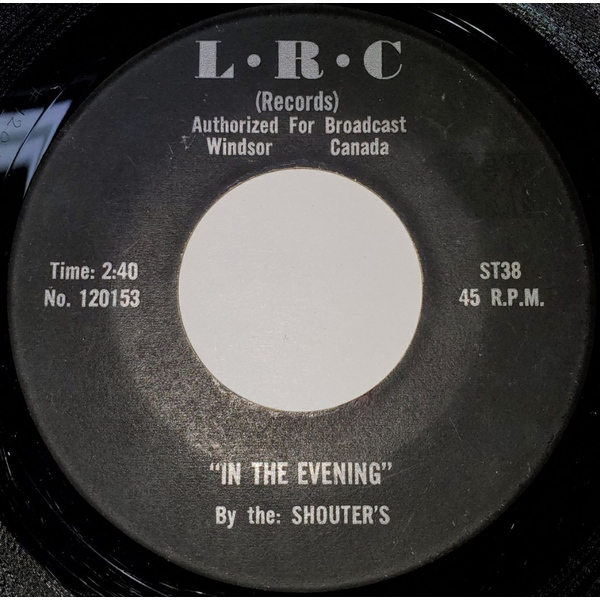 L·R·C
(Records)
Authorized For Broadcast
Windsor Canada
Time: 2:40
No. 120153
ST38
45 R.P.M.
"IN THE EVENING"
By the: SHOUTER'S